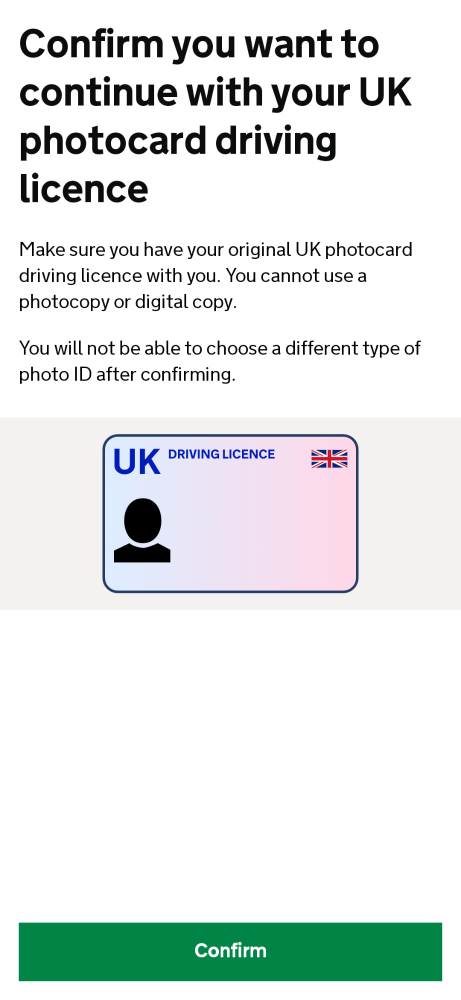 Confirm you want to
continue with your UK
photocard driving
licence
Make sure you have your original UK photocard
driving licence with you. You cannot use a
photocopy or digital copy.
You will not be able to choose a different type of
photo ID after confirming.
UK DRIVING LICENCE
Confirm